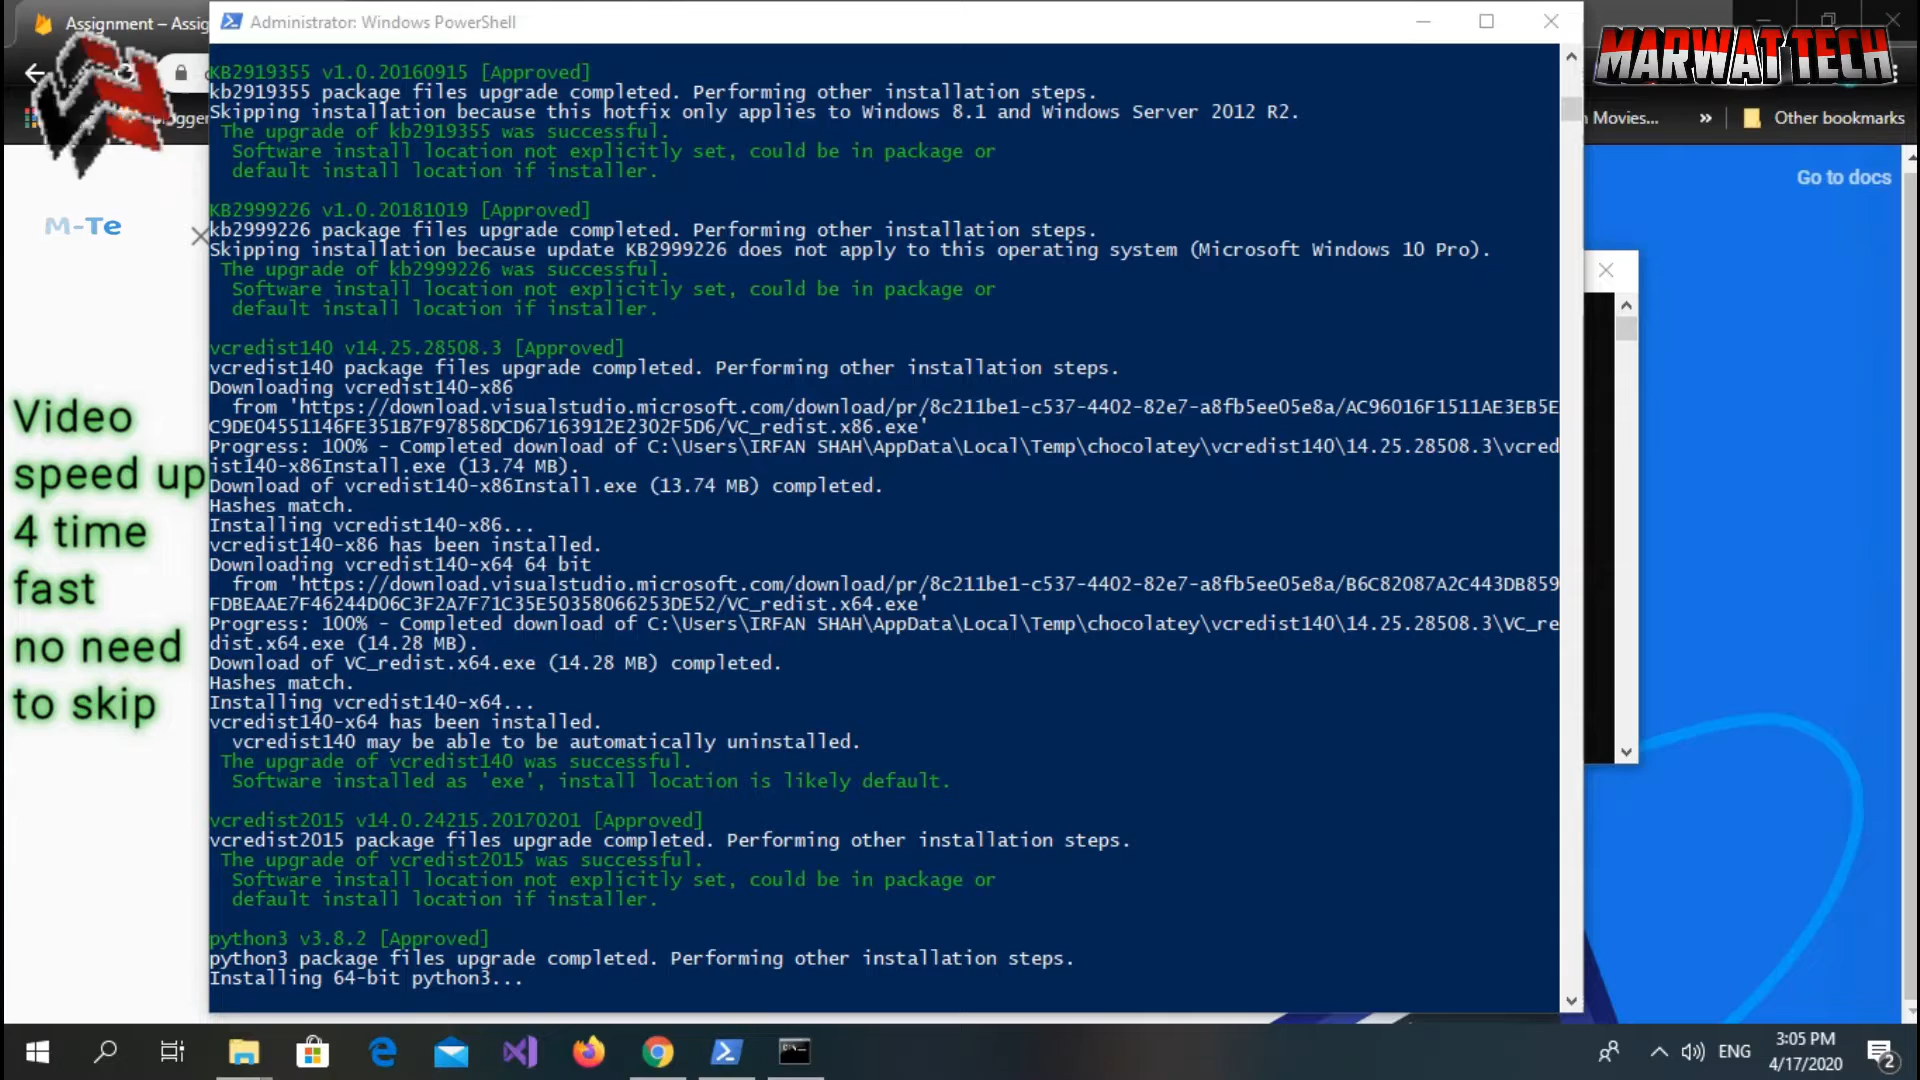 Assignment – Assig
Administrator: Windows PowerShell
MARWAT TECH
ogger
n Movies...
»
Other bookmarks
Go to docs
M-Te
Video
speed up
4 time
fast
no need
to skip
KB2919355 v1.0.20160915 [Approved]
kb2919355 package files upgrade completed. Performing other installation steps.
Skipping installation because this hotfix only applies to Windows 8.1 and Windows Server 2012 R2.
The upgrade of kb2919355 was successful.
Software install location not explicitly set, could be in package or
default install location if installer.
KB2999226 v1.0.20181019 [Approved]
kb2999226 package files upgrade completed. Performing other installation steps.
Skipping installation because update KB2999226 does not apply to this operating system (Microsoft Windows 10 Pro).
The upgrade of kb2999226 was successful.
Software install location not explicitly set, could be in package or
default install location if installer.
vcredist140 v14.25.28508.3 [Approved]
vcredist140 package files upgrade completed. Performing other installation steps.
Downloading vcredist140-x86
from 'https://download.visualstudio.microsoft.com/download/pr/8c211be1-c537-4402-82e7-a8fb5ee05e8a/AC96016F1511AE3EB5E
C9DE04551146FE351B7F97858DCD67163912E2302F5D6/VC_redist.x86.exe'
Progress: 100% - Completed download of C:\Users\IRFAN SHAH\AppData\Local\Temp\chocolatey\vcredist140\14.25.28508.3\vcred
ist140-x86Install.exe (13.74 MB).
Download of vcredist140-x86Install.exe (13.74 MB) completed.
Hashes match.
Installing vcredist140-x86...
vcredist140-x86 has been installed.
Downloading vcredist140-x64 64 bit
from 'https://download.visualstudio.microsoft.com/download/pr/8c211be1-c537-4402-82e7-a8fb5ee05e8a/B6C82087A2C443DB859
FDBEAAE7F46244D06C3F2A7F71C35E50358066253DE52/VC_redist.x64.exe'
Progress: 100% - Completed download of C:\Users\IRFAN SHAH\AppData\Local\Temp\chocolatey\vcredist140\14.25.28508.3\VC_re
dist.x64.exe (14.28 MB).
Download of VC_redist.x64.exe (14.28 MB) completed.
Hashes match.
Installing vcredist140-x64...
vcredist140-x64 has been installed.
vcredist140 may be able to be automatically uninstalled.
The upgrade of vcredist140 was successful.
Software installed as 'exe', install location is likely default.
vcredist2015 v14.0.24215.20170201 [Approved]
vcredist2015 package files upgrade completed. Performing other installation steps.
The upgrade of vcredist2015 was successful.
Software install location not explicitly set, could be in package or
default install location if installer.
python3 v3.8.2 [Approved]
python3 package files upgrade completed. Performing other installation steps.
Installing 64-bit python3...
ENG
3:05 PM
4/17/2020
2